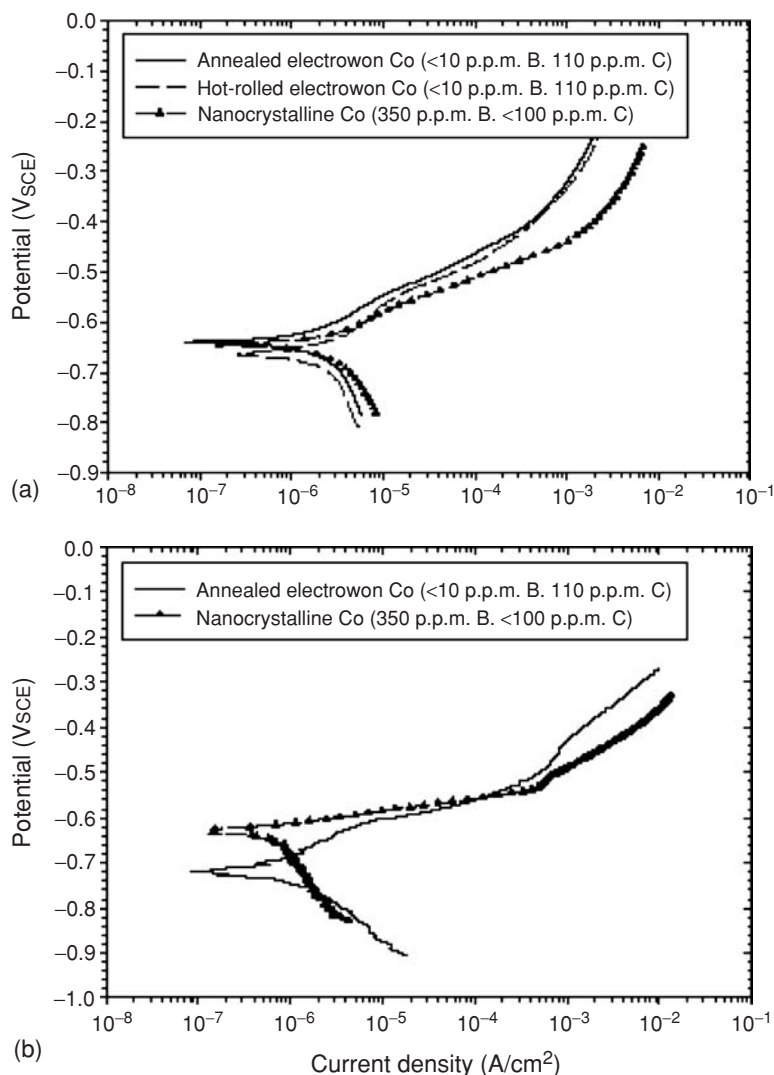 0.0
−0.1
−0.2
−0.3
−0.4
−0.5
−0.6
−0.7
−0.8
−0.9
Potential (VSCE)
Annealed electrowon Co (<10 p.p.m. B. 110 p.p.m. C)
Hot-rolled electrowon Co (<10 p.p.m. B. 110 p.p.m. C)
Nanocrystalline Co (350 p.p.m. B. <100 p.p.m. C)
(a)
10−8 10−7 10−6 10−5 10−4 10−3 10−2 10−1
0.0
−0.1
−0.2
−0.3
−0.4
−0.5
−0.6
−0.7
−0.8
−0.9
−1.0
Potential (VSCE)
Annealed electrowon Co (<10 p.p.m. B. 110 p.p.m. C)
Nanocrystalline Co (350 p.p.m. B. <100 p.p.m. C)
10−8 10−7 10−6 10−5 10−4 10−3 10−2 10−1
(b)
Current density (A/cm²)